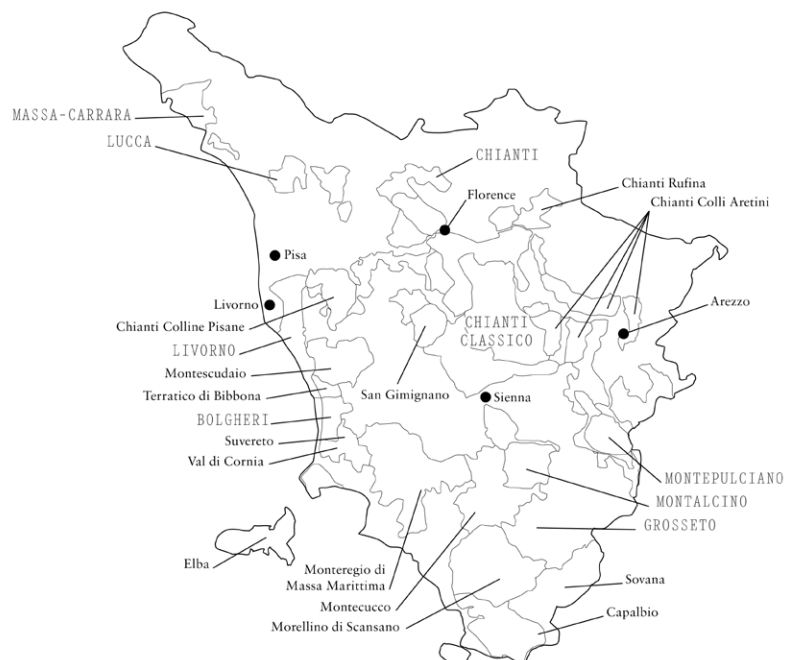 MASSA-CARRARA
LUCCA
CHIANTI
Florence
Chianti Rufina
Chianti Colli Aretini
Pisa
Livorno
Arezzo
Chianti Colline Pisane
CHIANTI
CLASSICO
LIVORNO
Montescudaio
Terratico di Bibbona
San Gimignano
Sienna
BOLGHERI
Suvereto
Val di Cornia
MONTEPULCIANO
MONTALCINO
GROSSETO
Elba
Monteregio di
Massa Marittima
Sovana
Montecucco
Capalbio
Morellino di Scansano